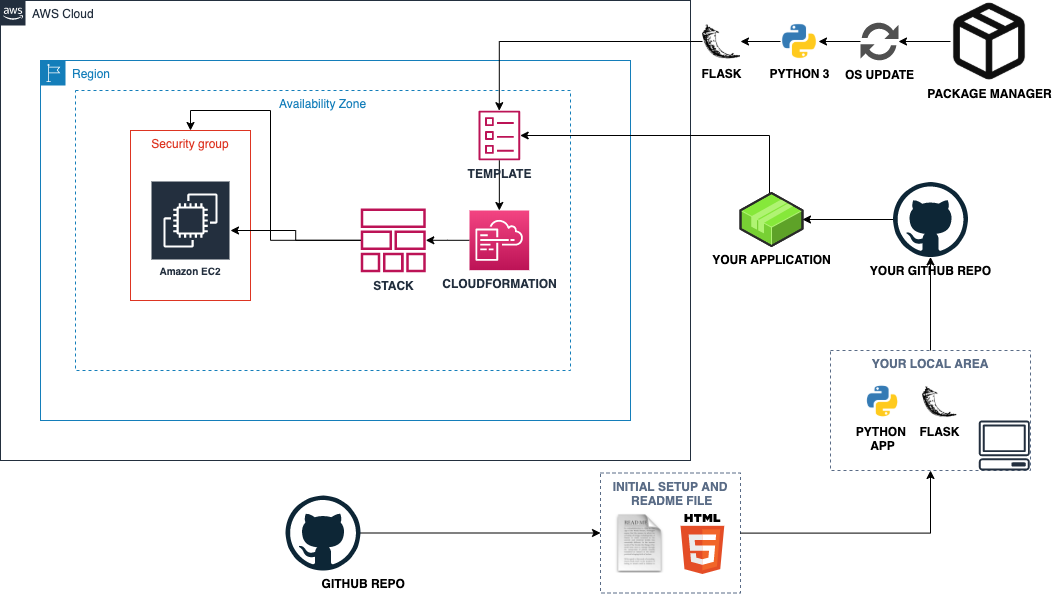 aws
AWS Cloud
Region
Availability Zone
Security group
Amazon EC2
STACK
CLOUDFORMATION
TEMPLATE
FLASK
PYTHON 3
OS UPDATE
PACKAGE MANAGER
YOUR APPLICATION
YOUR GITHUB REPO
YOUR LOCAL AREA
PYTHON
APP
FLASK
INITIAL SETUP AND
README FILE
README
HTML
5
GITHUB REPO